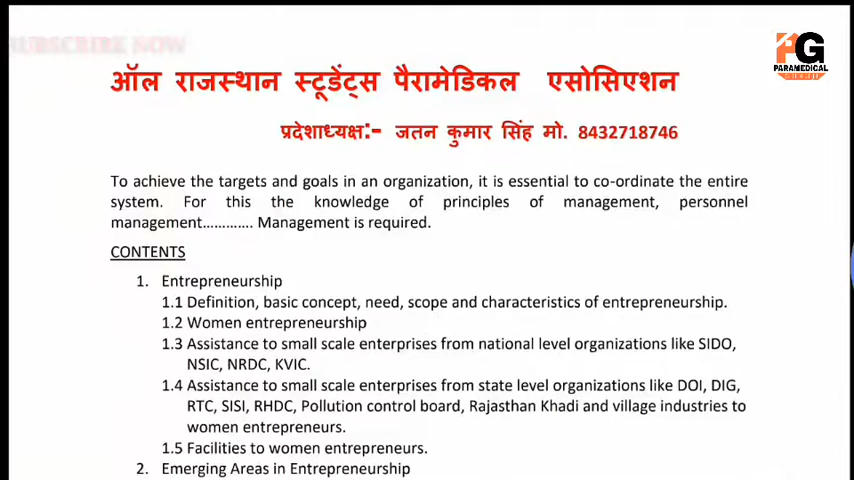 SUBSCRIBE NOW
PG
PARAMEDICAL
ऑल राजस्थान स्टूडेंट्स पैरामेडिकल एसोसिएशन
प्रदेशाध्यक्ष:- जतन कुमार सिंह मो. 8432718746
To achieve the targets and goals in an organization, it is essential to co-ordinate the entire
system. For this the knowledge of principles of management, personnel
management…………. Management is required.
CONTENTS
1. Entrepreneurship
1.1 Definition, basic concept, need, scope and characteristics of entrepreneurship.
1.2 Women entrepreneurship
1.3 Assistance to small scale enterprises from national level organizations like SIDO,
NSIC, NRDC, KVIC.
1.4 Assistance to small scale enterprises from state level organizations like DOI, DIG,
RTC, SISI, RHDC, Pollution control board, Rajasthan Khadi and village industries to
women entrepreneurs.
1.5 Facilities to women entrepreneurs.
2. Emerging Areas in Entrepreneurship